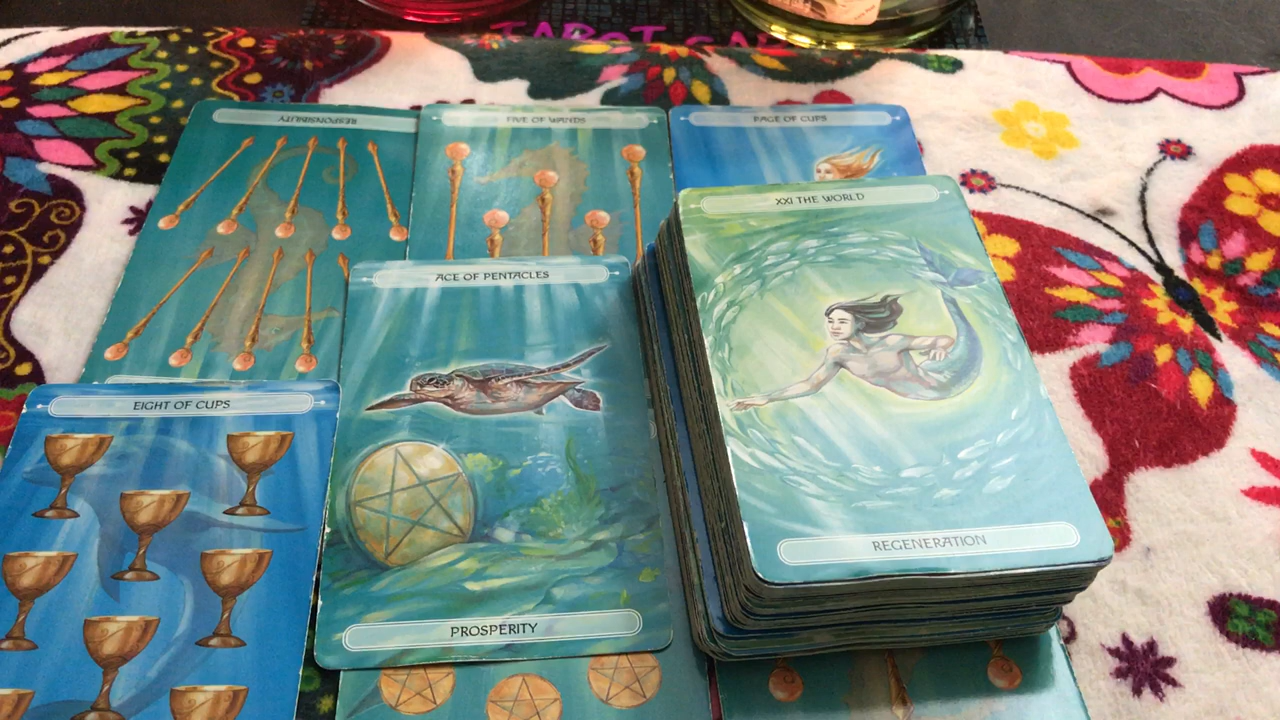 TAROT
RESPONSIBILITY
FIVE OF WANDS
PAGE OF CUPS
XXI THE WORLD
ACE OF PENTACLES
EIGHT OF CUPS
REGENERATION
PROSPERITY